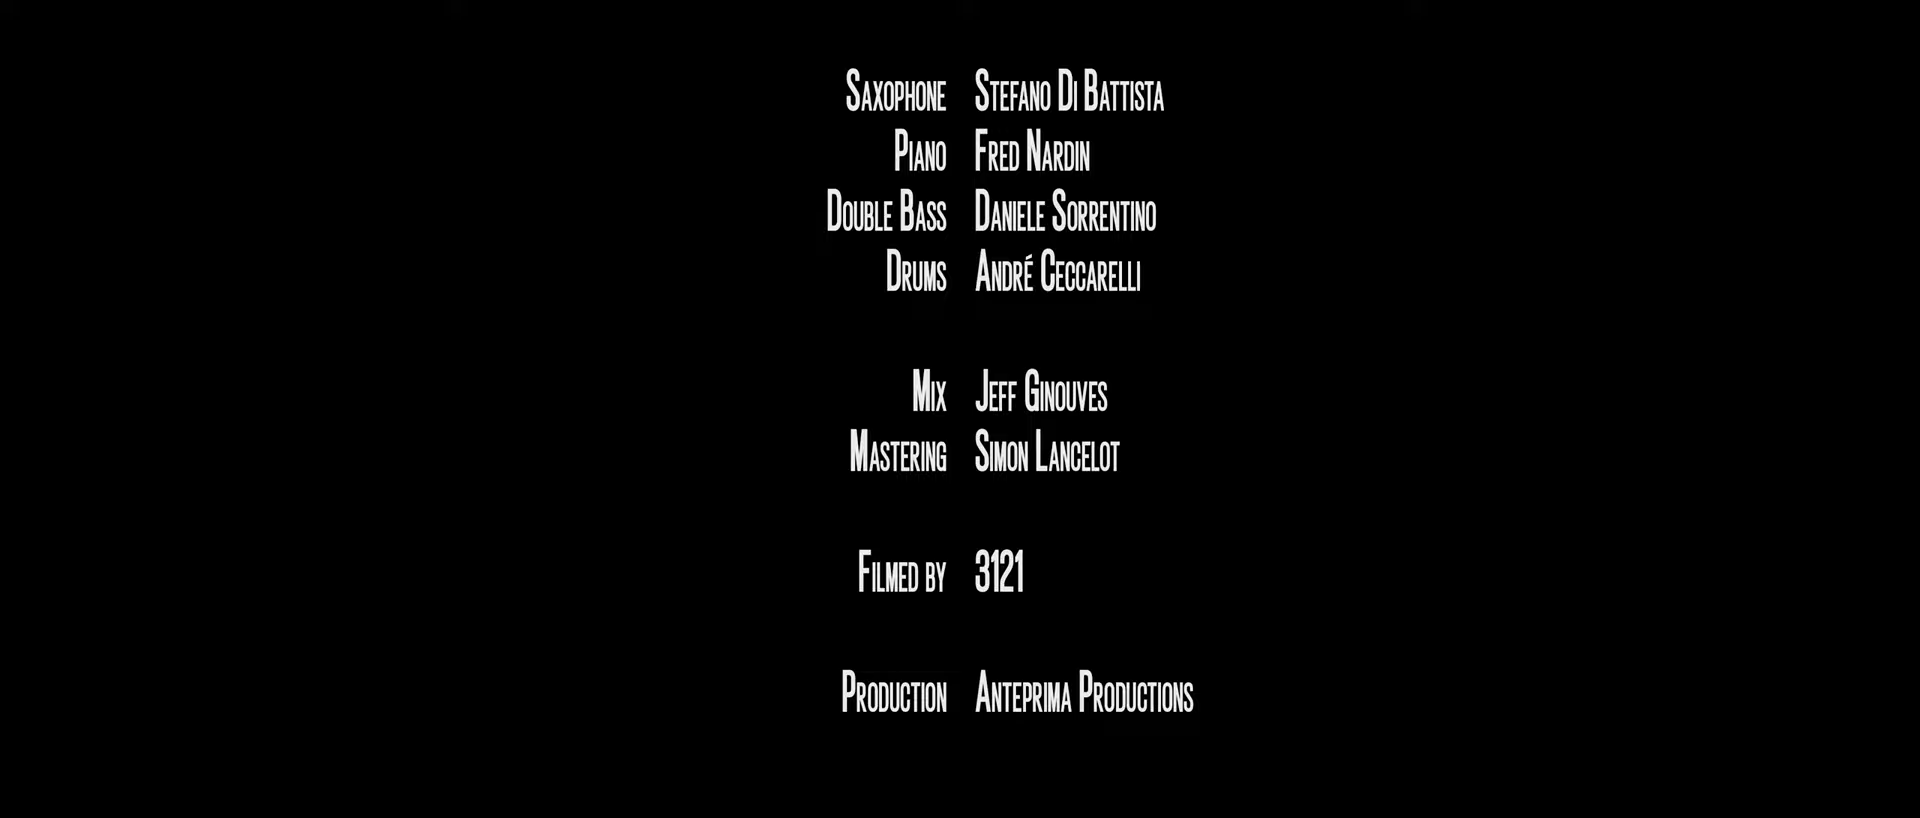 Saxophone Stefano Di Battista
Piano Fred Nardin
Double Bass Daniele Sorrentino
Drums André Ceccarelli
Mix Jeff Ginouves
Mastering Simon Lancelot
Filmed by 3121
Production Anteprima Productions